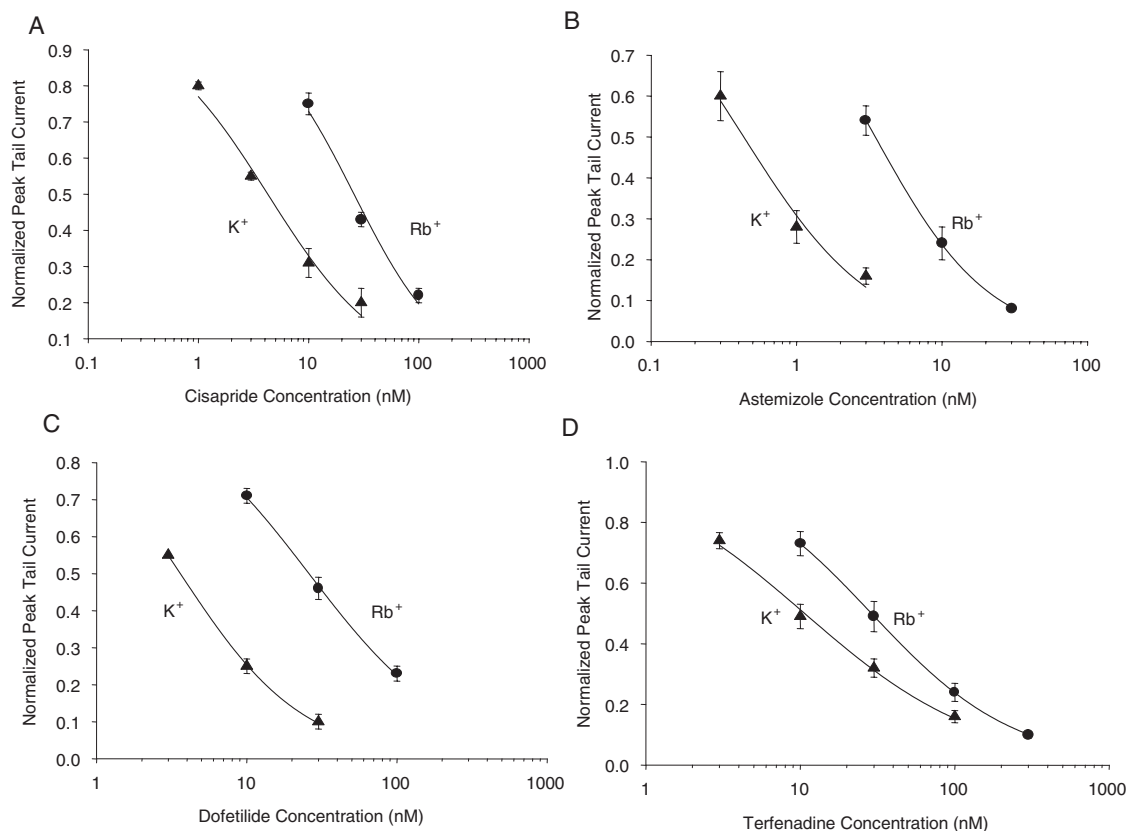 A
Normalized Peak Tail Current
0.9
0.8
0.7
0.6
0.5
0.4
0.3
0.2
0.1
K+
Rb+
0.1 1 10 100 1000
Cisapride Concentration (nM)
B
Normalized Peak Tail Current
0.7
0.6
0.5
0.4
0.3
0.2
0.1
0.0
K+
Rb+
0.1 1 10 100
Astemizole Concentration (nM)
C
Normalized Peak Tail Current
0.8
0.7
0.6
0.5
0.4
0.3
0.2
0.1
0.0
K+
Rb+
1 10 100 1000
Dofetilide Concentration (nM)
D
Normalized Peak Tail Current
1.0
0.8
0.6
0.4
0.2
0.0
K+
Rb+
1 10 100 1000
Terfenadine Concentration (nM)